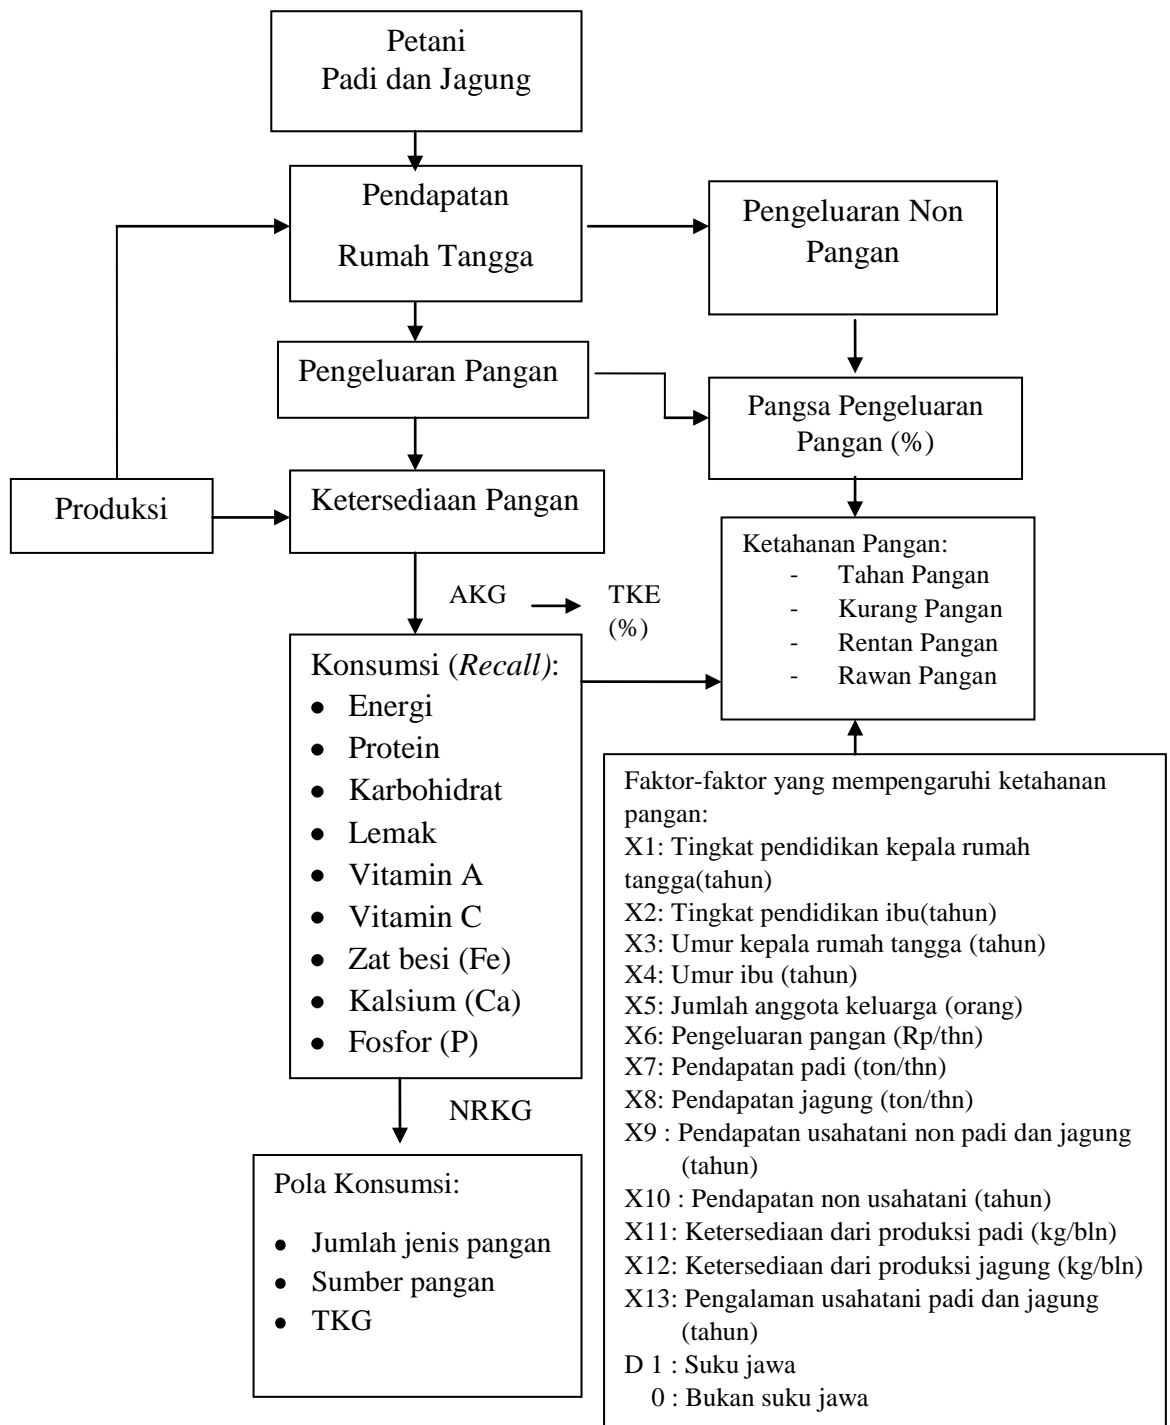 Petani
Padi dan Jagung
Pendapatan
Rumah Tangga
Pengeluaran Non
Pangan
Pengeluaran Pangan
Pangsa Pengeluaran
Pangan (%)
Produksi
Ketersediaan Pangan
Ketahanan Pangan:
- Tahan Pangan
- Kurang Pangan
- Rentan Pangan
- Rawan Pangan
AKG
TKE
(%)
Konsumsi (Recall):
• Energi
• Protein
• Karbohidrat
• Lemak
• Vitamin A
• Vitamin C
• Zat besi (Fe)
• Kalsium (Ca)
• Fosfor (P)
NRKG
Pola Konsumsi:
• Jumlah jenis pangan
• Sumber pangan
• TKG
Faktor-faktor yang mempengaruhi ketahanan
pangan:
X1: Tingkat pendidikan kepala rumah
tangga(tahun)
X2: Tingkat pendidikan ibu(tahun)
X3: Umur kepala rumah tangga (tahun)
X4: Umur ibu (tahun)
X5: Jumlah anggota keluarga (orang)
X6: Pengeluaran pangan (Rp/thn)
X7: Pendapatan padi (ton/thn)
X8: Pendapatan jagung (ton/thn)
X9 : Pendapatan usahatani non padi dan jagung
(tahun)
X10 : Pendapatan non usahatani (tahun)
X11: Ketersediaan dari produksi padi (kg/bln)
X12: Ketersediaan dari produksi jagung (kg/bln)
X13: Pengalaman usahatani padi dan jagung
(tahun)
D 1 : Suku jawa
0 : Bukan suku jawa